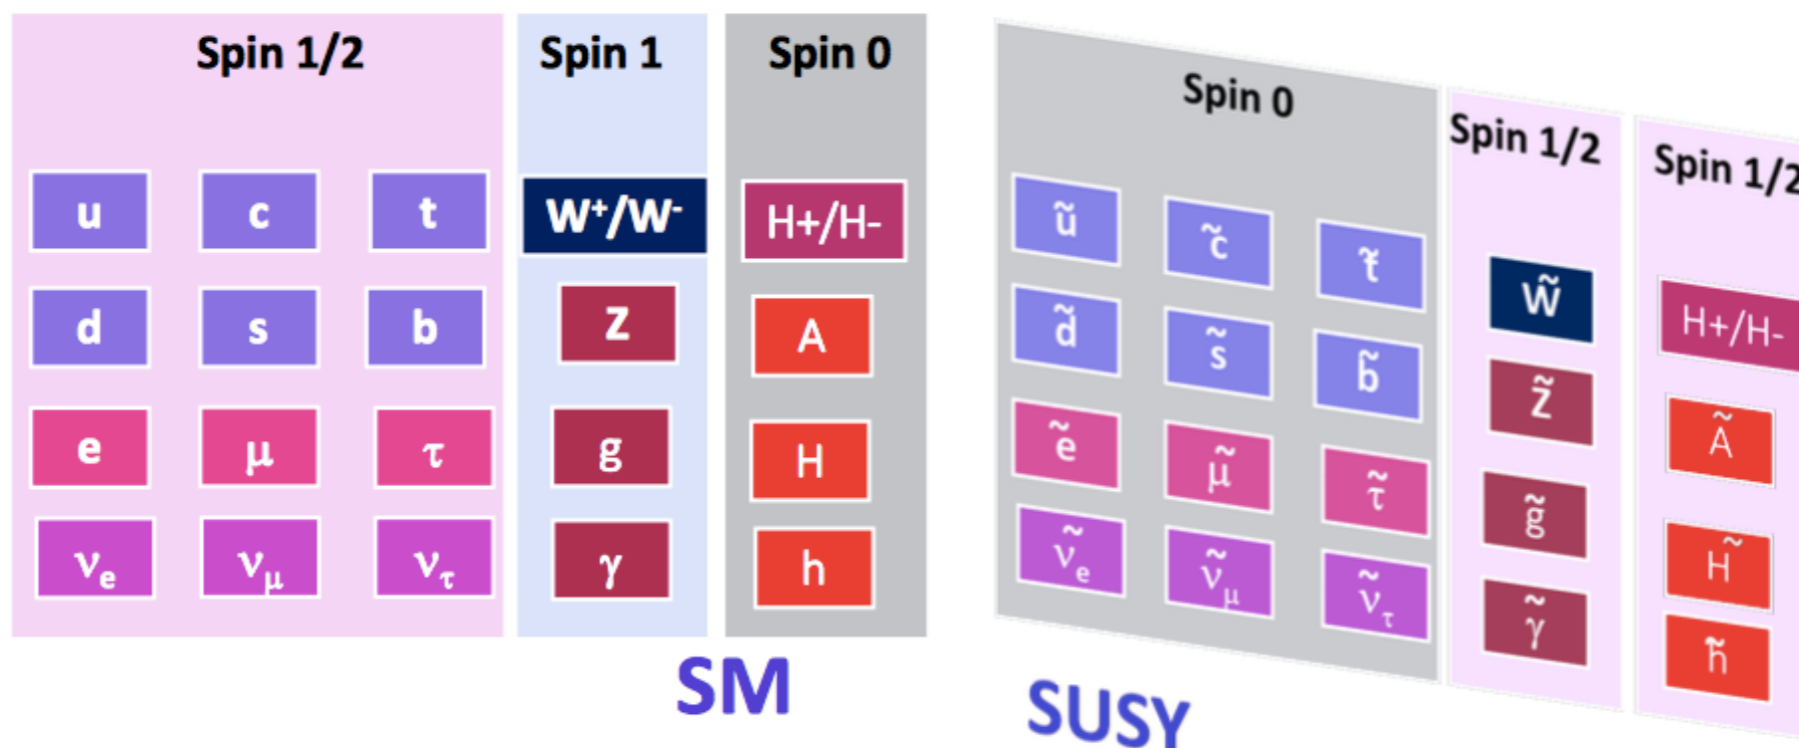 Spin 1/2 Spin 1 Spin 0
u c t W⁺/W⁻ H+/H-
d s b Z A
e μ τ g H
νe νμ ντ γ h
SM
Spin 0 Spin 1/2 Spin 1/2
ũ c̃ t̃ W̃ H+/H-
d̃ s̃ b̃ Z̃ Ã
ẽ μ̃ τ̃ g̃ H̃
ν̃e ν̃μ ν̃τ γ̃ h̃
SUSY